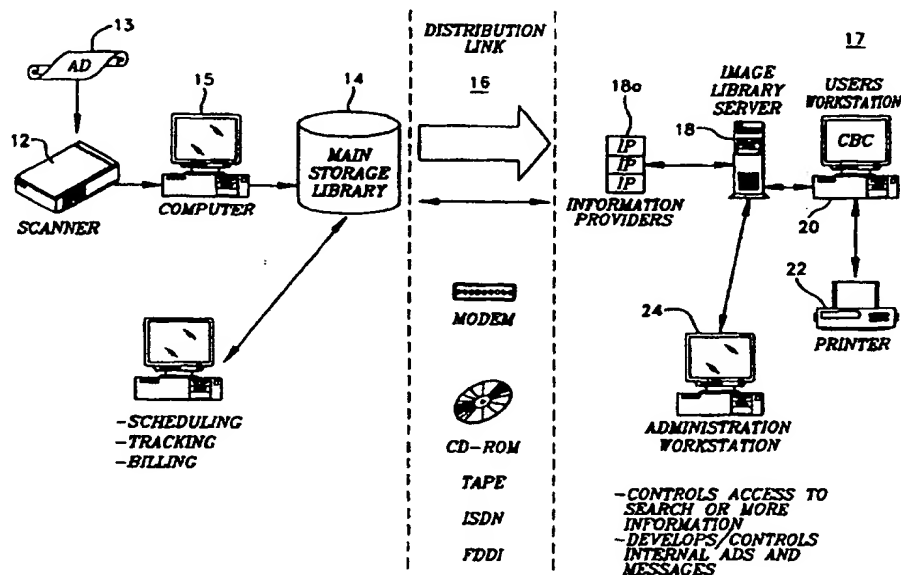 13
AD
12
SCANNER
15
COMPUTER
14
MAIN
STORAGE
LIBRARY
-SCHEDULING
-TRACKING
-BILLING
DISTRIBUTION
LINK
16
MODEM
CD-ROM
TAPE
ISDN
FDDI
17
18a
IP
IP
IP
INFORMATION
PROVIDERS
IMAGE
LIBRARY
SERVER
18
USERS
WORKSTATION
CBC
20
22
PRINTER
24
ADMINISTRATION
WORKSTATION
-CONTROLS ACCESS TO
SEARCH OR MORE
INFORMATION
-DEVELOPS/CONTROLS
INTERNAL ADS AND
MESSAGES